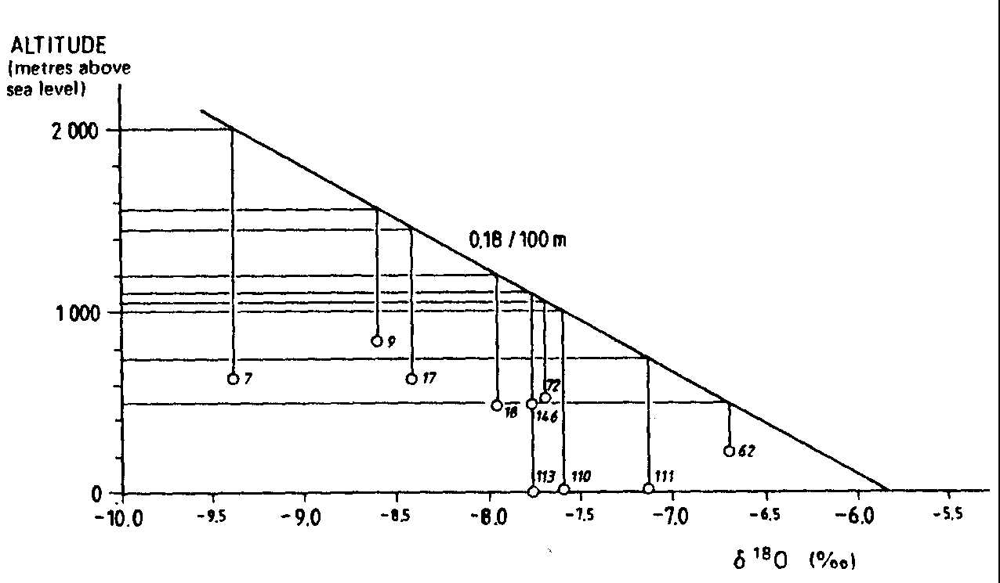 ALTITUDE
(metres above
sea level)
2 000
0.18 / 100 m
1 000
9
7
17
72
18
146
62
113 110 111
0
-10.0 -9.5 -9.0 -8.5 -8.0 -7.5 -7.0 -6.5 -6.0 -5.5
δ ¹⁸O (‰)